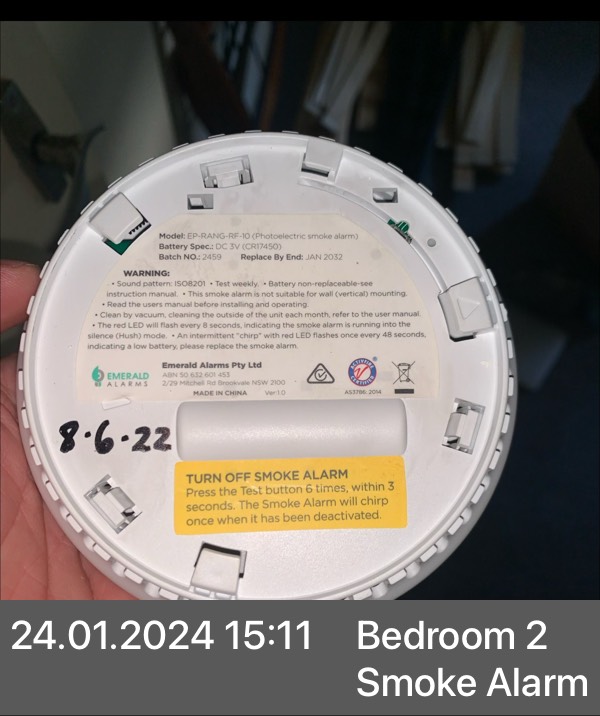 Model: EP-RANG-RF-10 (Photoelectric smoke alarm)
Battery Spec.: DC 3V (CR17450)
Batch NO.: 2459 Replace By End: JAN 2032
WARNING:
• Sound pattern: ISO8201 • Test weekly. • Battery non-replaceable-see
instruction manual. • This smoke alarm is not suitable for wall (vertical) mounting.
• Read the users manual before installing and operating.
• Clean by vacuum, cleaning the outside of the unit each month, refer to the user manual.
• The red LED will flash every 8 seconds, indicating the smoke alarm is running into the
silence (Hush) mode. • An intermittent "chirp" with red LED flashes once every 48 seconds,
indicating a low battery, please replace the smoke alarm.
EMERALD
ALARMS
Emerald Alarms Pty Ltd
ABN 50 632 601 453
2/29 Mitchell Rd Brookvale NSW 2100
MADE IN CHINA Ver1.0
AS3786: 2014
8·6·22
TURN OFF SMOKE ALARM
Press the Test button 6 times, within 3
seconds. The Smoke Alarm will chirp
once when it has been deactivated.
24.01.2024 15:11 Bedroom 2
Smoke Alarm